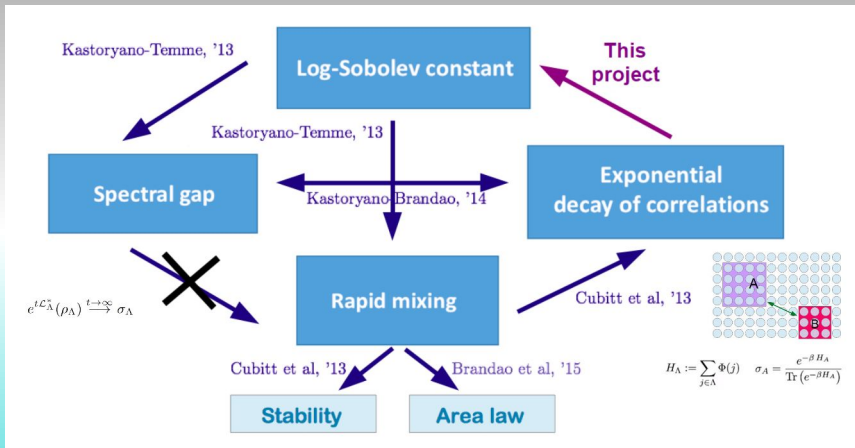 Kastoryano-Temme, '13
Log-Sobolev constant
This
project
Kastoryano-Temme, '13
Spectral gap
Kastoryano-Brandao, '14
Exponential
decay of correlations
Rapid mixing
Cubitt et al, '13
A
B
e^{t\mathcal{L}^*_\Lambda}(\rho_\Lambda) \overset{t\to\infty}{\longrightarrow} \sigma_\Lambda
H_\Lambda := \sum_{j\in\Lambda} \Phi(j) \quad \sigma_A = \frac{e^{-\beta H_A}}{\mathrm{Tr}(e^{-\beta H_A})}
Cubitt et al, '13
Brandao et al, '15
Stability
Area law